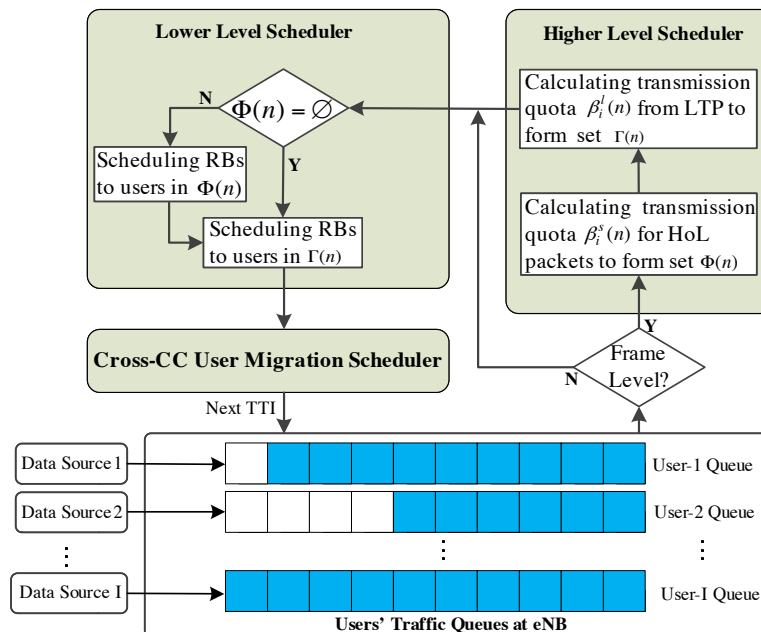 Lower Level Scheduler
N
Φ(n) = ∅
Y
Scheduling RBs
to users in Φ(n)
Scheduling RBs
to users in Γ(n)
Higher Level Scheduler
Calculating transmission
quota β_i^l(n) from LTP to
form set Γ(n)
Calculating transmission
quota β_i^s(n) for HoL
packets to form set Φ(n)
Y
Frame
Level?
N
Cross-CC User Migration Scheduler
Next TTI
Data Source 1
User-1 Queue
Data Source 2
User-2 Queue
⋮
⋮
⋮
Data Source I
User-I Queue
Users' Traffic Queues at eNB